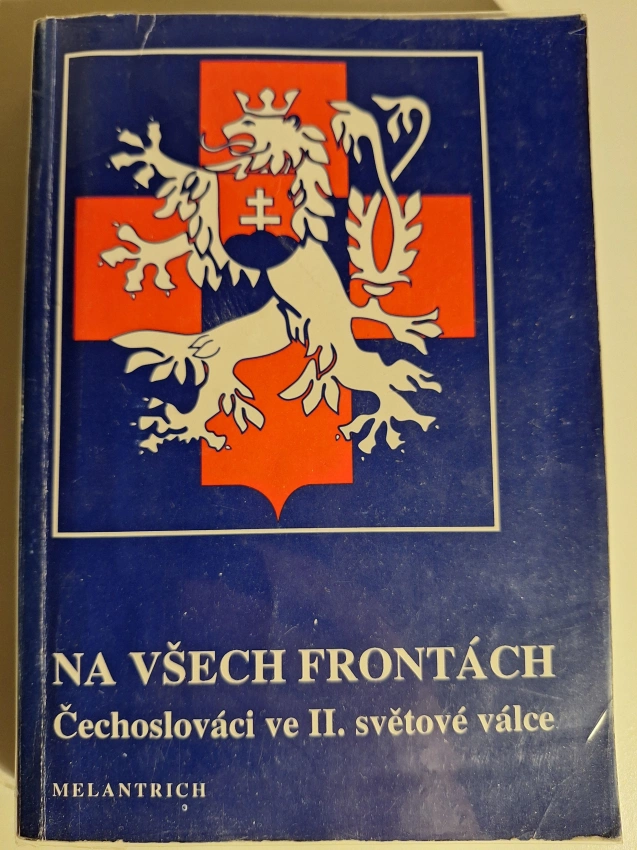 NA VŠECH FRONTÁCH
Čechoslováci ve II. světové válce
MELANTRICH